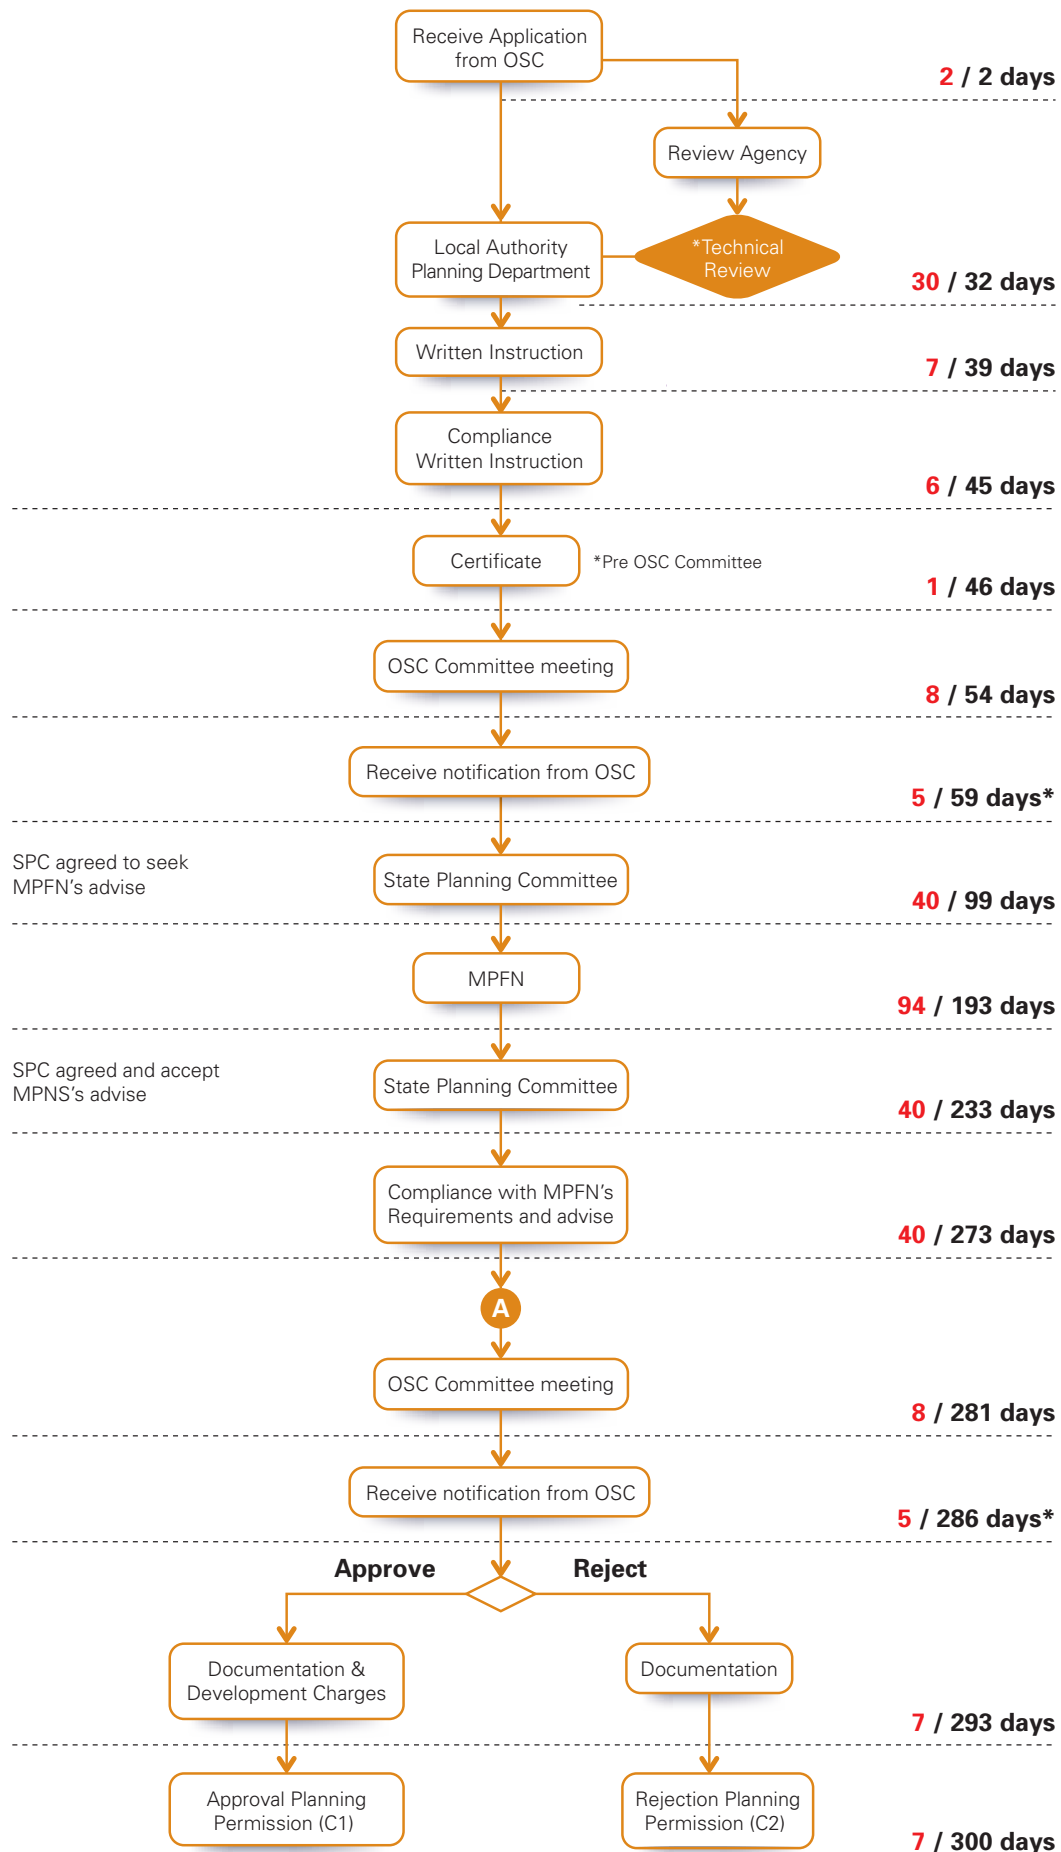 Receive Application
from OSC
2 / 2 days
Review Agency
Local Authority
Planning Department
*Technical
Review
30 / 32 days
Written Instruction
7 / 39 days
Compliance
Written Instruction
6 / 45 days
Certificate
*Pre OSC Committee
1 / 46 days
OSC Committee meeting
8 / 54 days
Receive notification from OSC
5 / 59 days*
SPC agreed to seek
MPFN's advise
State Planning Committee
40 / 99 days
MPFN
94 / 193 days
SPC agreed and accept
MPNS's advise
State Planning Committee
40 / 233 days
Compliance with MPFN's
Requirements and advise
40 / 273 days
A
OSC Committee meeting
8 / 281 days
Receive notification from OSC
5 / 286 days*
Approve
Reject
Documentation &
Development Charges
Documentation
7 / 293 days
Approval Planning
Permission (C1)
Rejection Planning
Permission (C2)
7 / 300 days